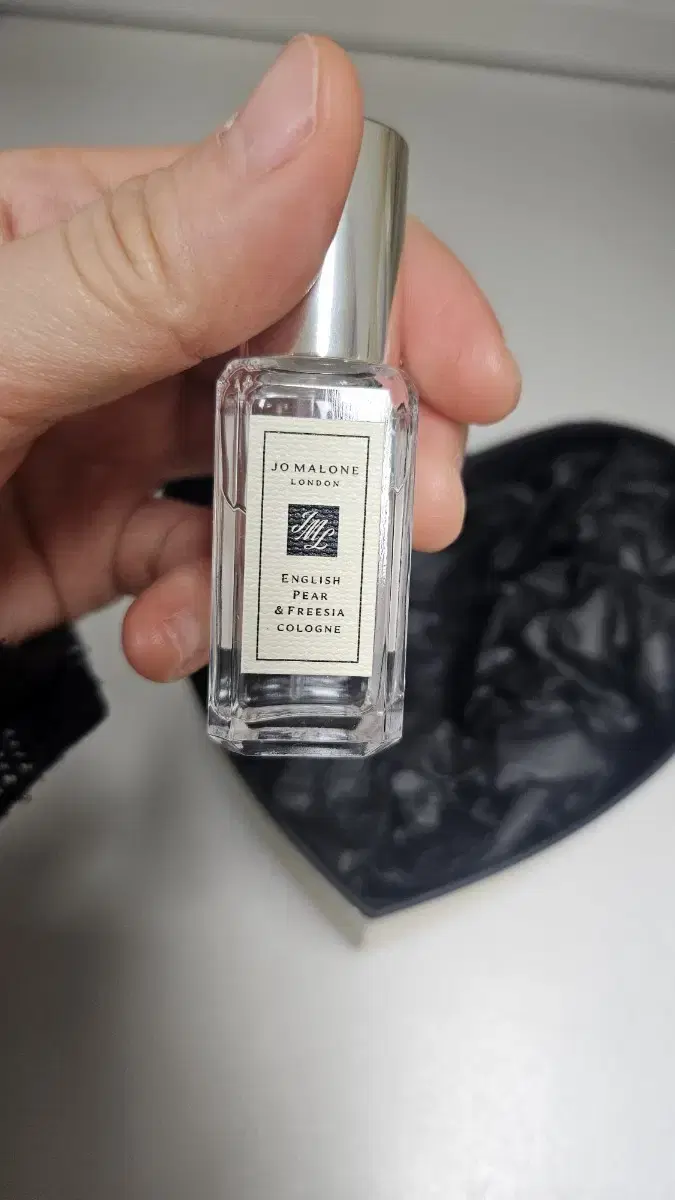 JO MALONE
LONDON
JML
ENGLISH
PEAR
& FREESIA
COLOGNE